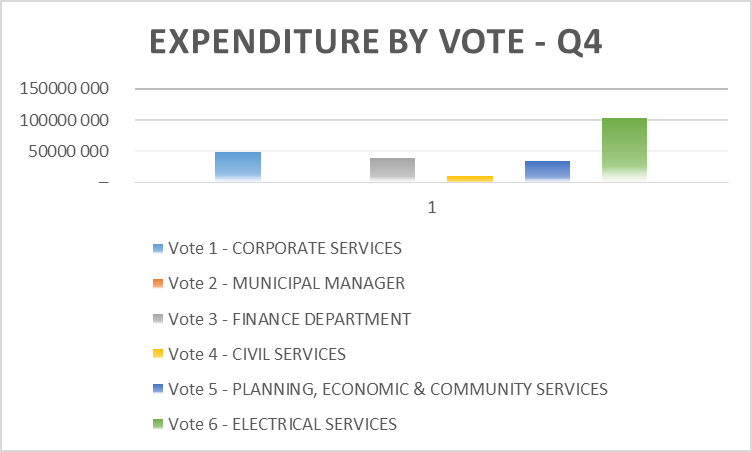 EXPENDITURE BY VOTE - Q4
150000 000
100000 000
50000 000
–
1
Vote 1 - CORPORATE SERVICES
Vote 2 - MUNICIPAL MANAGER
Vote 3 - FINANCE DEPARTMENT
Vote 4 - CIVIL SERVICES
Vote 5 - PLANNING, ECONOMIC & COMMUNITY SERVICES
Vote 6 - ELECTRICAL SERVICES